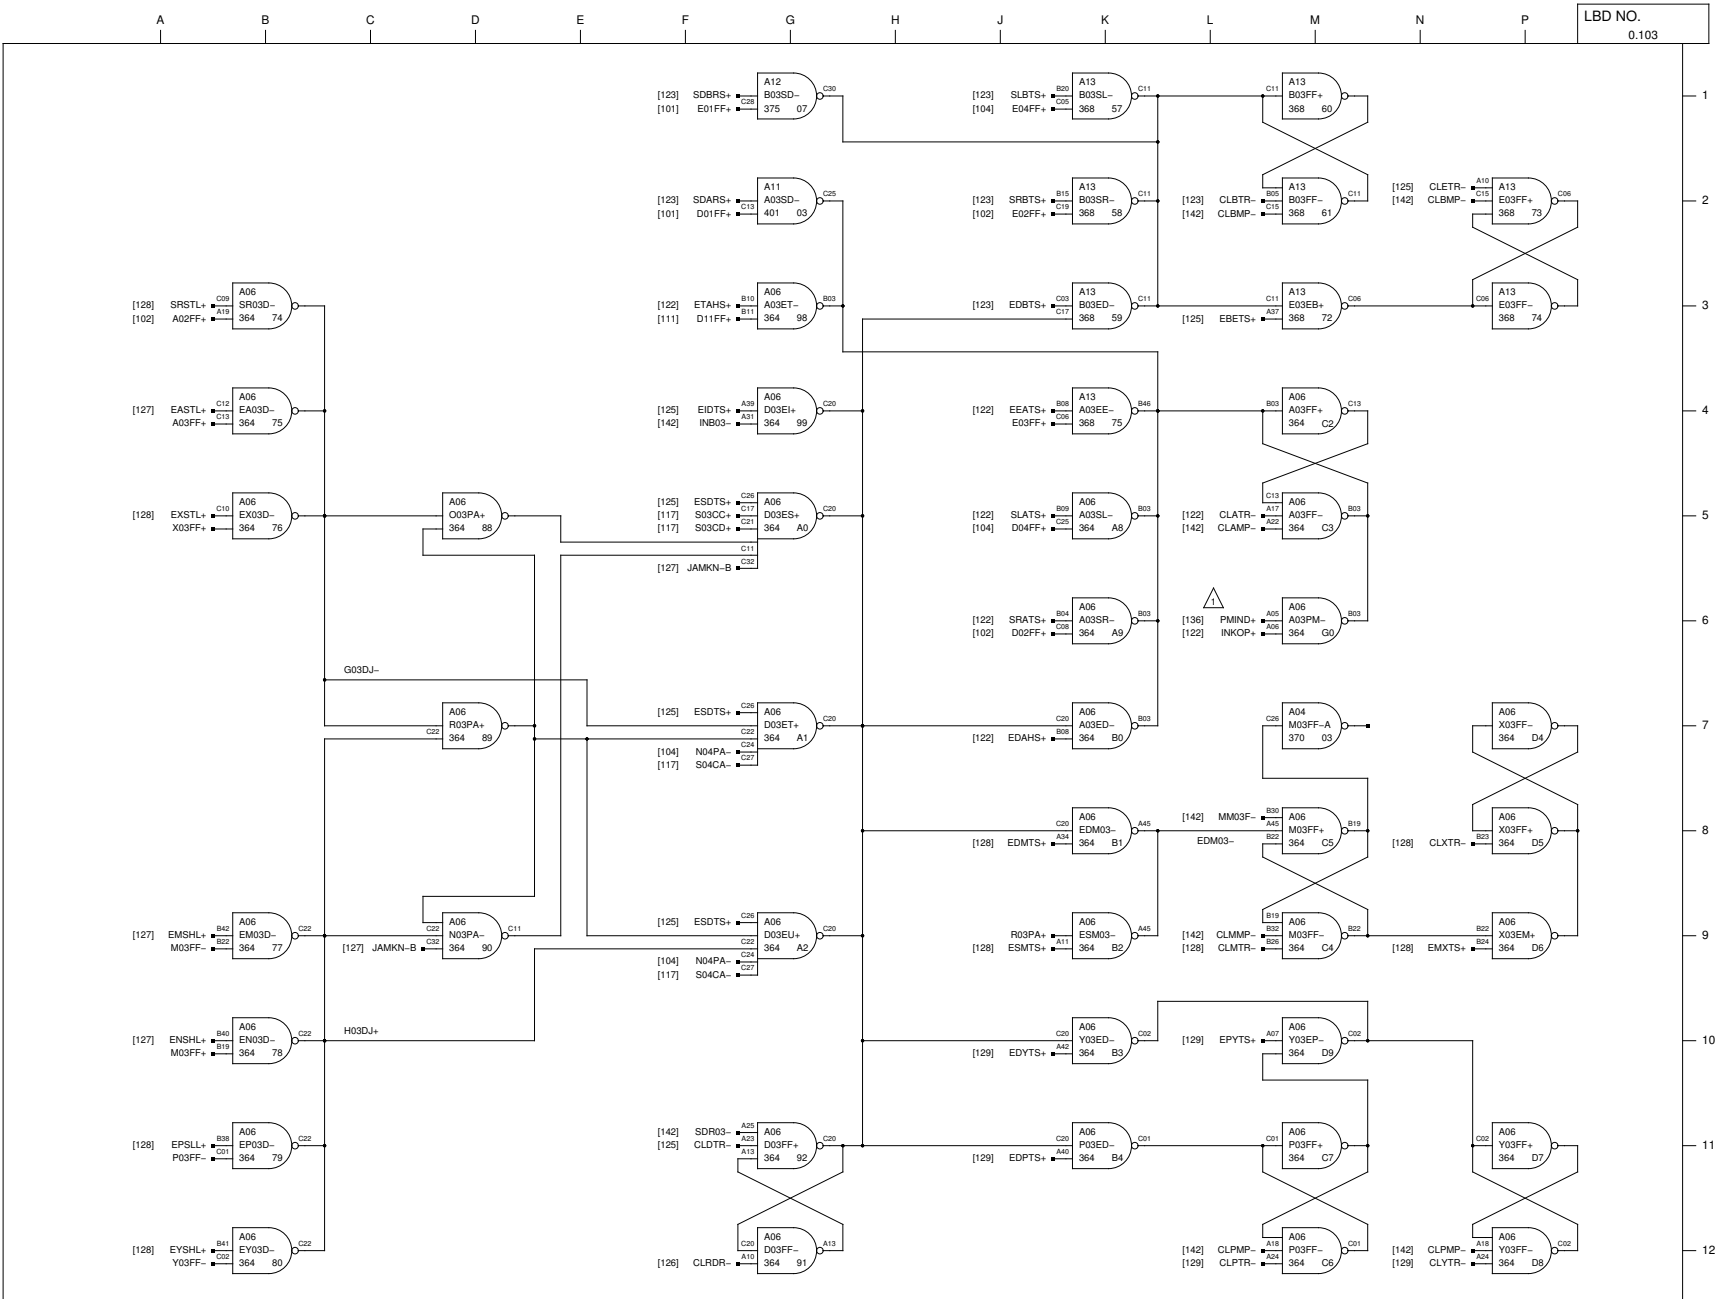 A B C D E F G H J K L M N P
LBD NO.
0.103
A12
[123] SDBRS+ B03SD- C30
[101] E01FF+ C28 375 07
A13
[123] SLBTS+ B20 B03SL- C11
[104] E04FF+ C05 368 57
A13
C11 B03FF+
368 60
1
A11
[123] SDARS+ A03SD- C25
[101] D01FF+ C13 401 03
A13
[123] SRBTS+ B15 B03SR- C11
[102] E02FF+ C19 368 58
A13
[123] CLBTR- B05 B03FF- C11
[142] CLBMP- C15 368 61
[125] CLETR- A10 A13
[142] CLBMP- C15 E03FF+ C06
368 73
2
A06
[128] SRSTL+ C09 SR03D-
[102] A02FF+ A19 364 74
A06
[122] ETAHS+ B10 A03ET- B03
[111] D11FF+ B11 364 98
A13
[123] EDBTS+ C03 B03ED- C11
C17 368 59
A13
C11 E03EB+ C06
[125] EBETS+ A37 368 72
A13
C06 E03FF-
368 74
3
A06
[127] EASTL+ C12 EA03D-
A03FF+ C13 364 75
A06
[125] EIDTS+ A39 D03EI+ C20
[142] INB03- A31 364 99
A13
[122] EEATS+ B08 A03EE- B46
E03FF+ C06 368 75
A06
B03 A03FF+ C13
364 C2
4
A06
[128] EXSTL+ C10 EX03D-
X03FF+ 364 76
A06
O03PA+
364 88
[125] ESDTS+ C26 A06
[117] S03CC+ C17 D03ES+ C20
[117] S03CD+ C21 364 A0
C11
[127] JAMKN-B C32
A06
[122] SLATS+ B09 A03SL- B03
[104] D04FF+ C25 364 A8
C13 A06
[122] CLATR- A17 A03FF- B03
[142] CLAMP- A22 364 C3
5
A06
[122] SRATS+ B04 A03SR- B03
[102] D02FF+ C08 364 A9
1
A06
[136] PMIND+ A05 A03PM- B03
[122] INKOP+ A06 364 G0
6
G03DJ-
A06
R03PA+
C22 364 89
[125] ESDTS+ C26 A06
D03ET+ C20
C22 364 A1
[104] N04PA- C24
[117] S04CA- C27
A06
C20 A03ED- B03
[122] EDAHS+ B08 364 B0
A04
C26 M03FF-A
370 03
A06
X03FF-
364 D4
7
A06
C20 EDM03- A45
[128] EDMTS+ A34 364 B1
[142] MM03F- B30 A06
A45 M03FF+ B19
EDM03- B22 364 C5
A06
X03FF+
[128] CLXTR- B23 364 D5
8
A06
[127] EMSHL+ B42 EM03D- C22
M03FF- B22 364 77
A06
C22 N03PA- C11
[127] JAMKN-B C32 364 90
[125] ESDTS+ C26 A06
D03EU+ C20
C22 364 A2
[104] N04PA- C24
[117] S04CA- C27
A06
R03PA+ ESM03- A45
[128] ESMTS+ A11 364 B2
B19 A06
[142] CLMMP- B32 M03FF- B22
[128] CLMTR- B26 364 C4
A06
B22 X03EM+
[128] EMXTS+ B24 364 D6
9
A06
[127] ENSHL+ B40 EN03D- C22
M03FF+ B19 364 78
H03DJ+
A06
C20 Y03ED- C02
[129] EDYTS+ A42 364 B3
A06
[129] EPYTS+ A07 Y03EP- C02
364 D9
10
A06
[128] EPSLL+ B38 EP03D- C22
P03FF- C01 364 79
[142] SDR03- A25 A06
[125] CLDTR- A23 D03FF+ C20
A13 364 92
A06
C20 P03ED- C01
[129] EDPTS+ A40 364 B4
A06
C01 P03FF+
364 C7
A06
C02 Y03FF+
364 D7
11
A06
[128] EYSHL+ B41 EY03D- C22
Y03FF- C02 364 80
A06
C20 D03FF- A13
[126] CLRDR- A10 364 91
A06
[142] CLPMP- A18 P03FF- C01
[129] CLPTR- A24 364 C6
A06
[142] CLPMP- A18 Y03FF- C02
[129] CLYTR- A24 364 D8
12